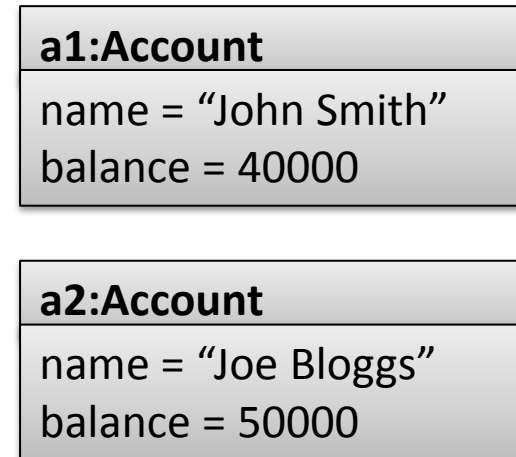 a1:Account
name = “John Smith”
balance = 40000
a2:Account
name = “Joe Bloggs”
balance = 50000